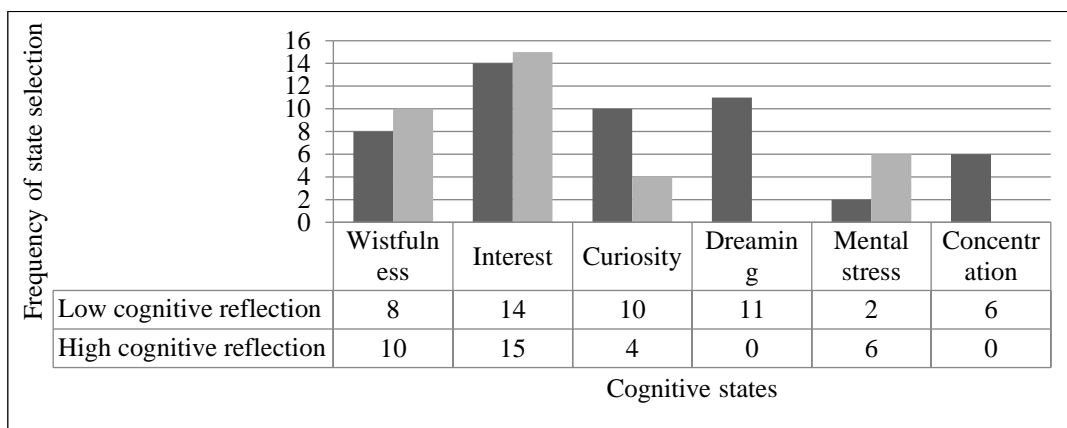 Frequency of state selection
16
14
12
10
8
6
4
2
0
Wistfuln
ess
Interest
Curiosity
Dreamin
g
Mental
stress
Concentr
ation
Low cognitive reflection 8 14 10 11 2 6
High cognitive reflection 10 15 4 0 6 0
Cognitive states